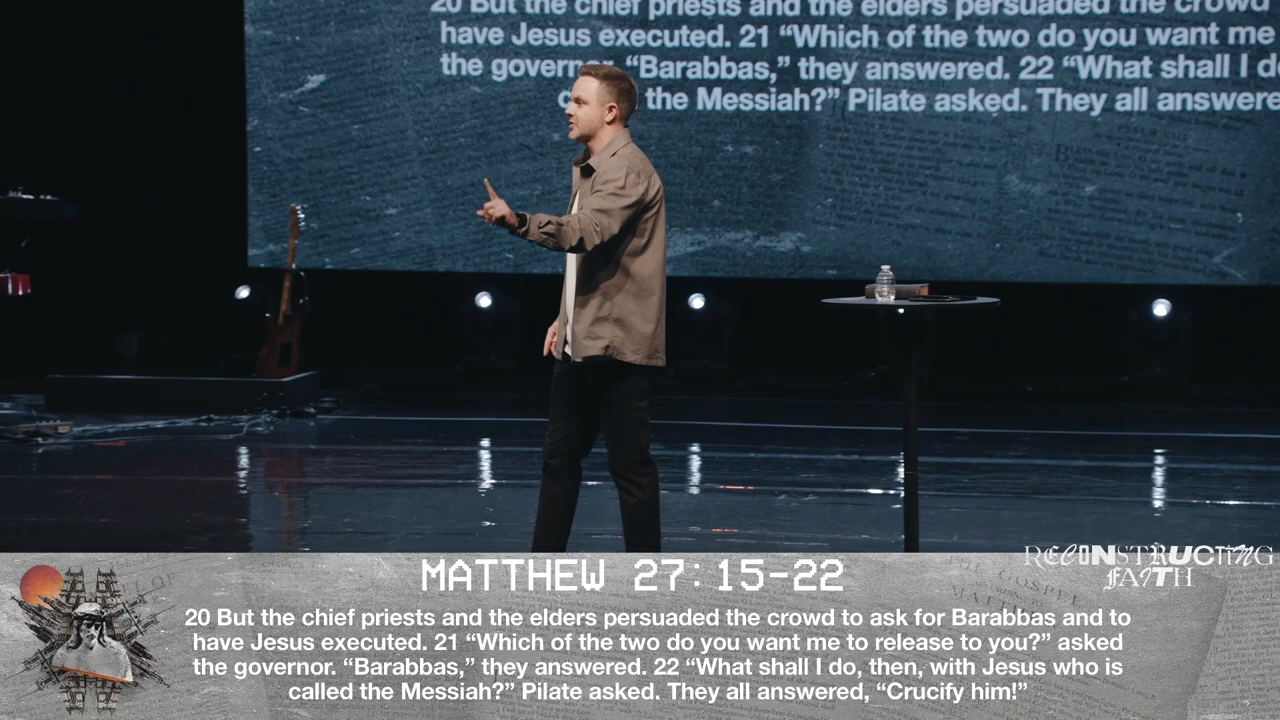 20 But the chief priests and the elders persuaded the crowd
have Jesus executed. 21 “Which of the two do you want me
the governor. “Barabbas,” they answered. 22 “What shall I
the Messiah?” Pilate asked. They all
RECONSTRUCTING
FAITH
MATTHEW 27:15-22
20 But the chief priests and the elders persuaded the crowd to ask for Barabbas and to
have Jesus executed. 21 “Which of the two do you want me to release to you?” asked
the governor. “Barabbas,” they answered. 22 “What shall I do, then, with Jesus who is
called the Messiah?” Pilate asked. They all answered, “Crucify him!”